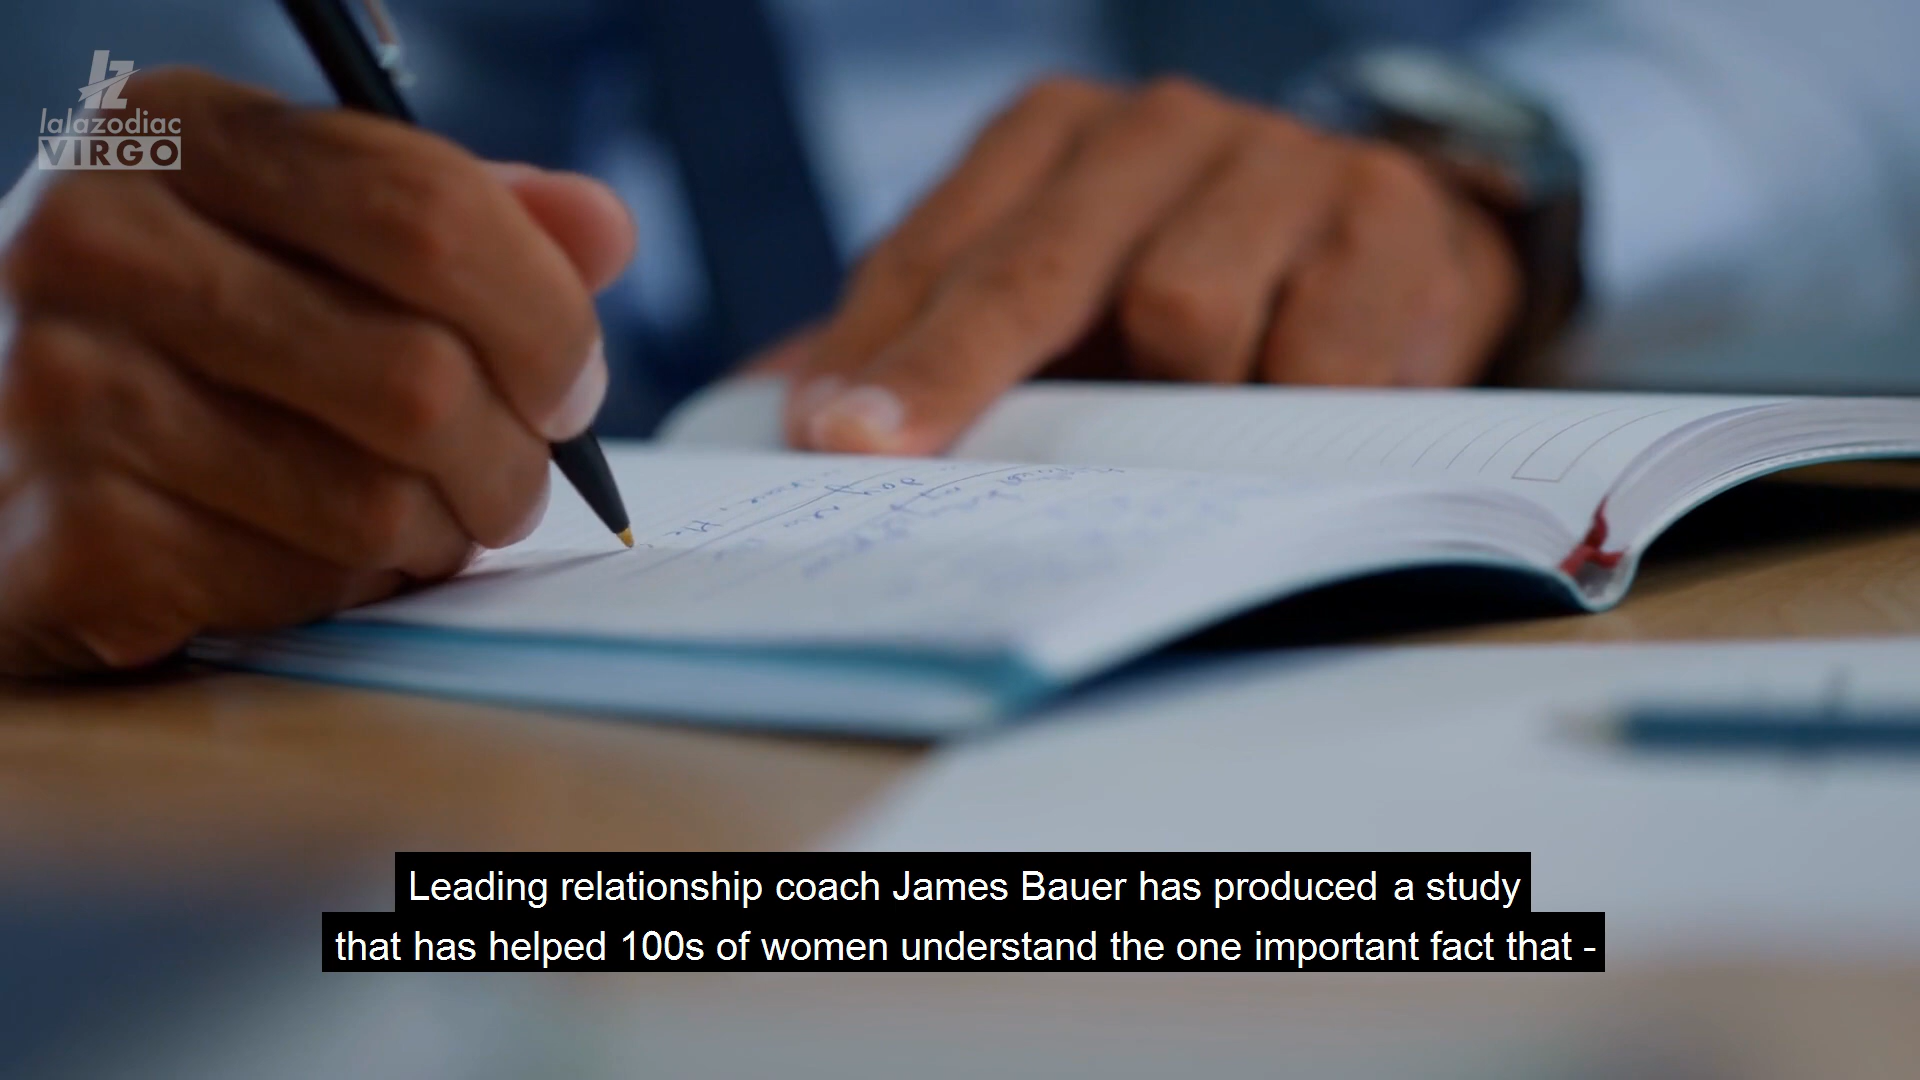 lalazodiac
VIRGO
Leading relationship coach James Bauer has produced a study
that has helped 100s of women understand the one important fact that -